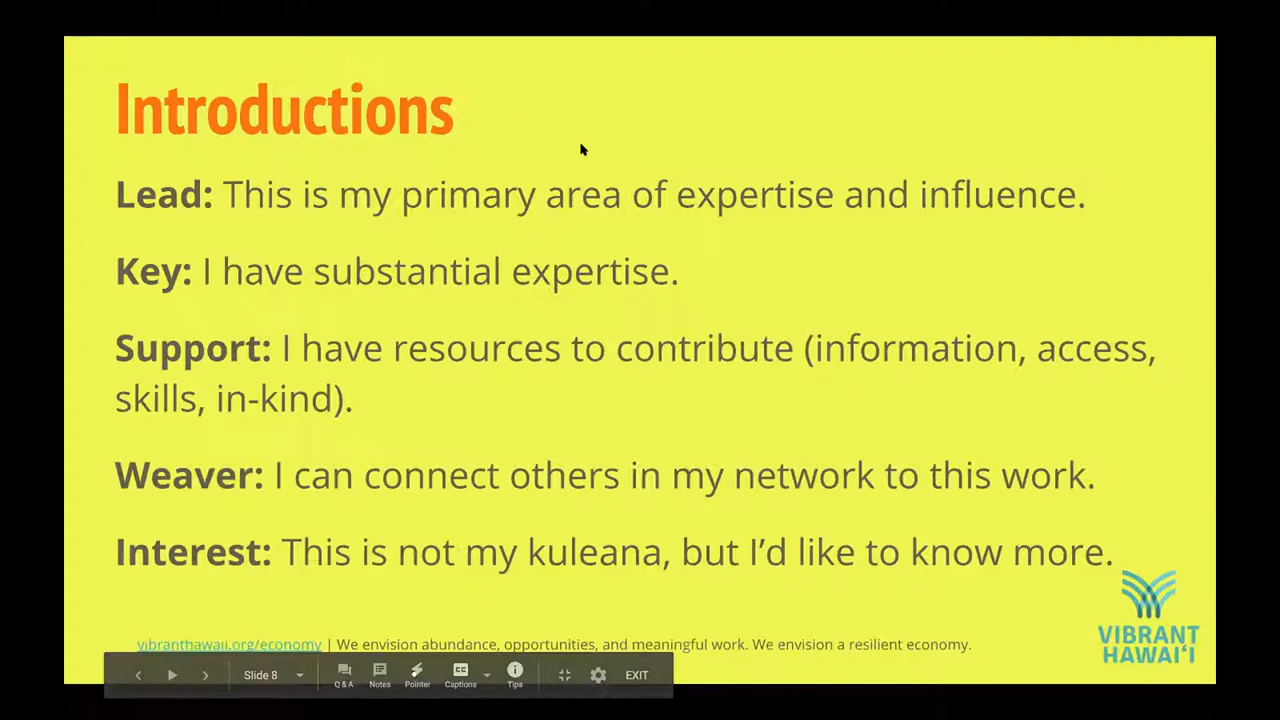 Introductions
Lead: This is my primary area of expertise and influence.
Key: I have substantial expertise.
Support: I have resources to contribute (information, access,
skills, in-kind).
Weaver: I can connect others in my network to this work.
Interest: This is not my kuleana, but I’d like to know more.
VIBRANT
HAWAIʻI
vibranthawaii.org/economy | We envision abundance, opportunities, and meaningful work. We envision a resilient economy.
Slide 8
Q & A
Notes
Pointer
CC
Captions
Tips
EXIT